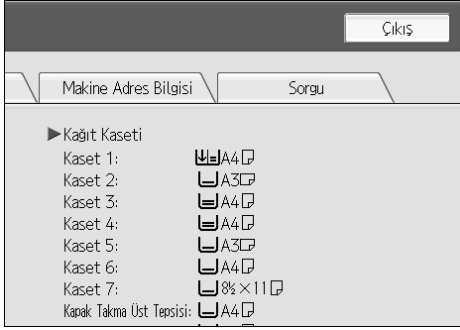 Çıkış
Makine Adres Bilgisi
Sorgu
Kağıt Kaseti
Kaset 1: A4
Kaset 2: A3
Kaset 3: A4
Kaset 4: A4
Kaset 5: A3
Kaset 6: A4
Kaset 7: 8½×11
Kapak Takma Üst Tepsisi: A4